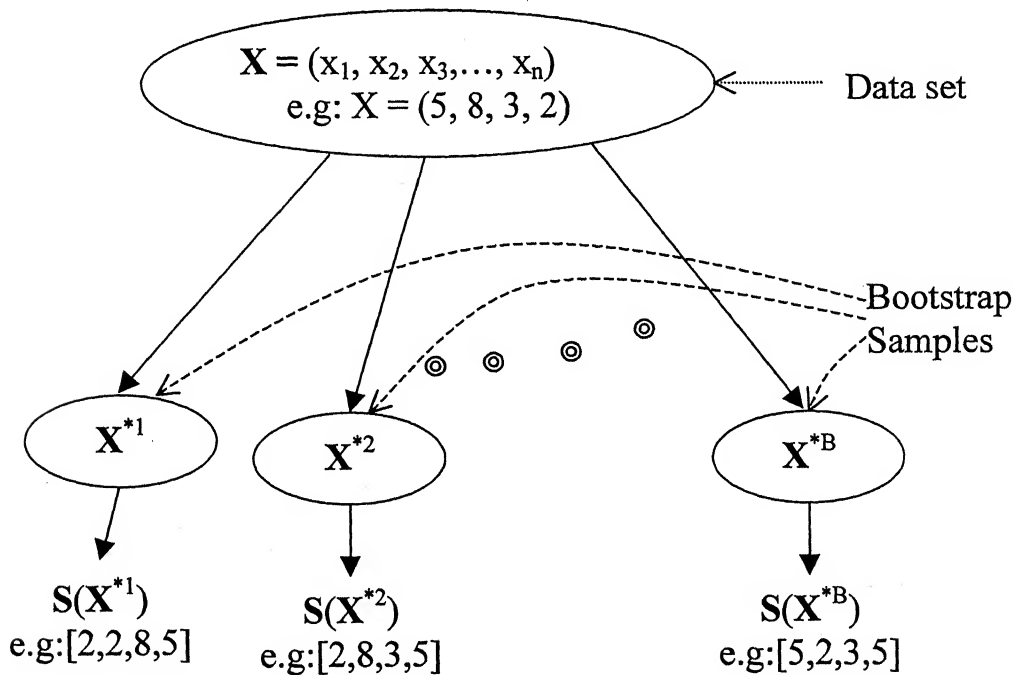 X = (x₁, x₂, x₃,..., xₙ)
e.g: X = (5, 8, 3, 2)
Data set
Bootstrap
Samples
X*¹
X*²
X*ᴮ
S(X*¹)
e.g:[2,2,8,5]
S(X*²)
e.g:[2,8,3,5]
S(X*ᴮ)
e.g:[5,2,3,5]